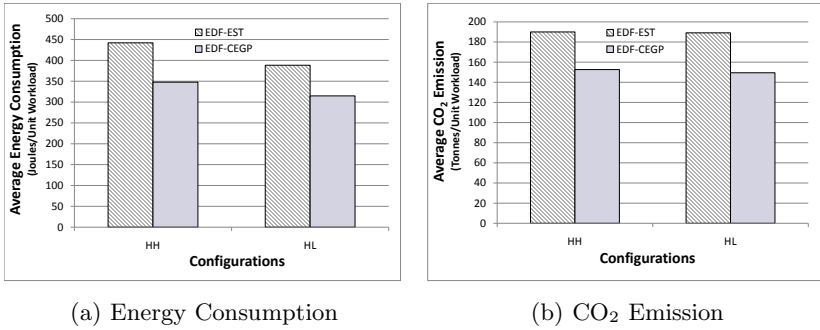 500
450
400
350
300
250
200
150
100
50
0
Average Energy Consumption
(Joules/Unit Workload)
EDF-EST
EDF-CEGP
HH
HL
Configurations
(a) Energy Consumption
200
180
160
140
120
100
80
60
40
20
0
Average CO₂ Emission
(Tonnes/Unit Workload)
EDF-EST
EDF-CEGP
HH
HL
Configurations
(b) CO₂ Emission